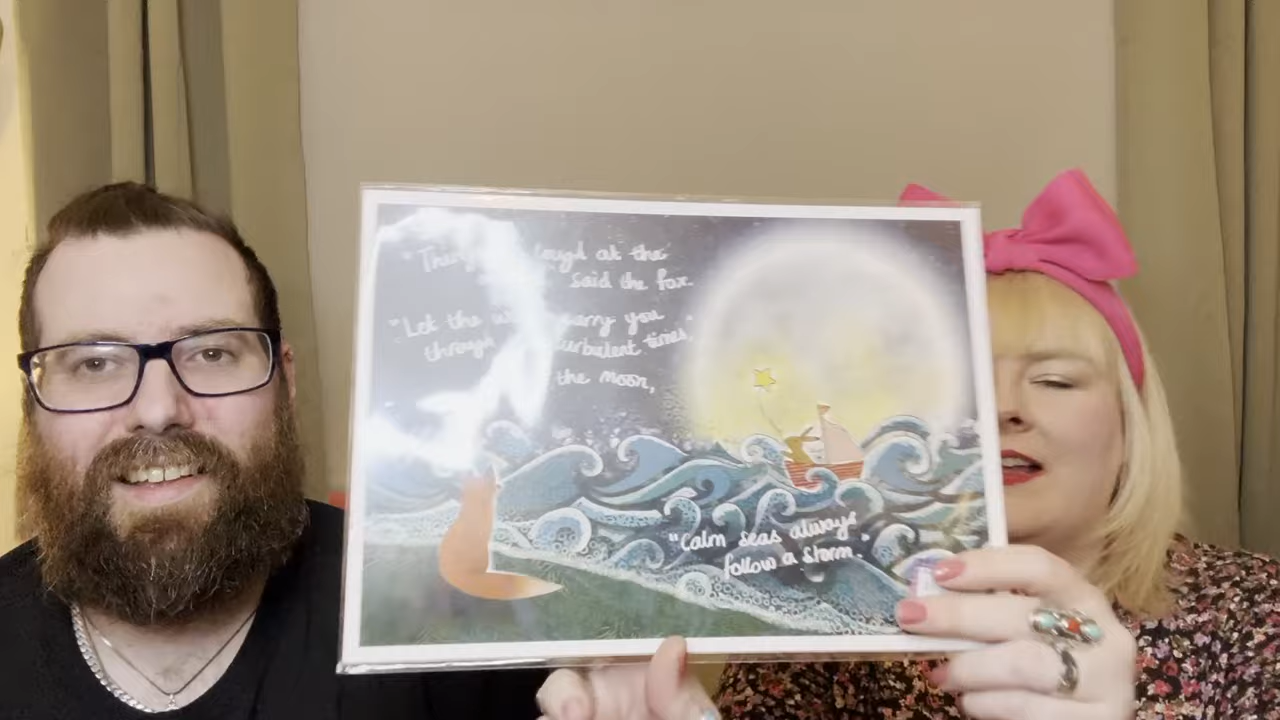 at the
said the fox.
"Let the carry you
through turbulent times,"
the moon,
"Calm seas always
follow a storm."